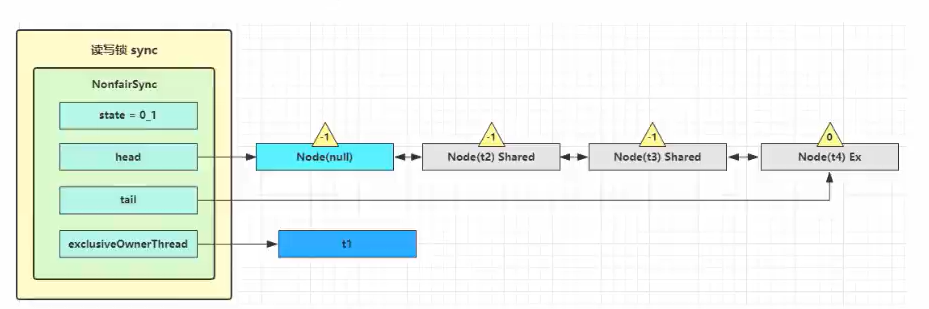 读写锁 sync
NonfairSync
state = 0_1
head
tail
exclusiveOwnerThread
-1
Node(null)
-1
Node(t2) Shared
-1
Node(t3) Shared
0
Node(t4) Ex
t1